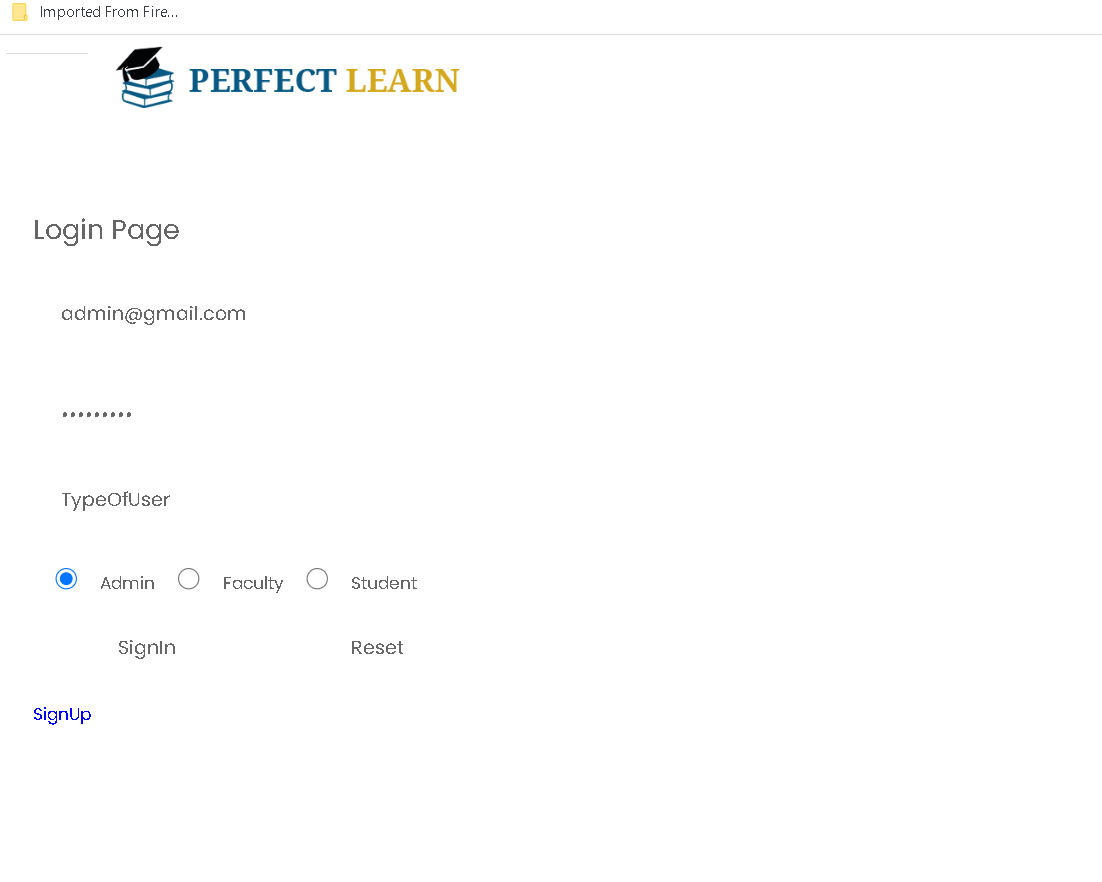 Imported From Fire...
PERFECT LEARN
Login Page
admin@gmail.com
•••••••••
TypeOfUser
Admin Faculty Student
SignIn Reset
SignUp